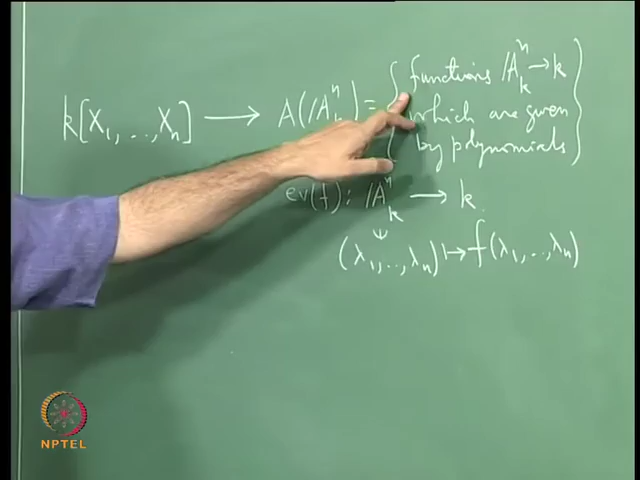 k[X₁, ..., Xₙ] → A(/Aⁿₖ) = { functions /Aⁿₖ → k
which are given
by polynomials }
ev(f): /Aⁿₖ → k
(λ₁, .., λₙ) ↦ f(λ₁, .., λₙ)
NPTEL